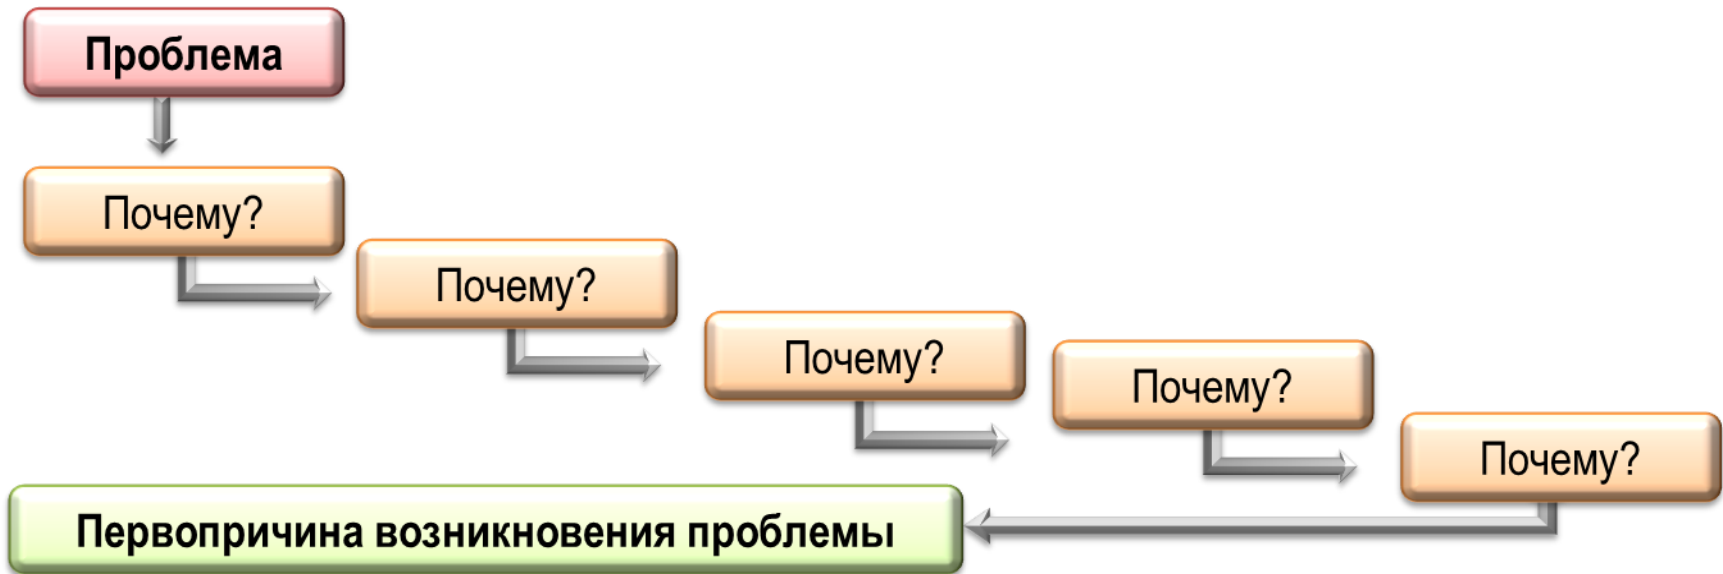 Проблема
Почему?
Почему?
Почему?
Почему?
Почему?
Первопричина возникновения проблемы